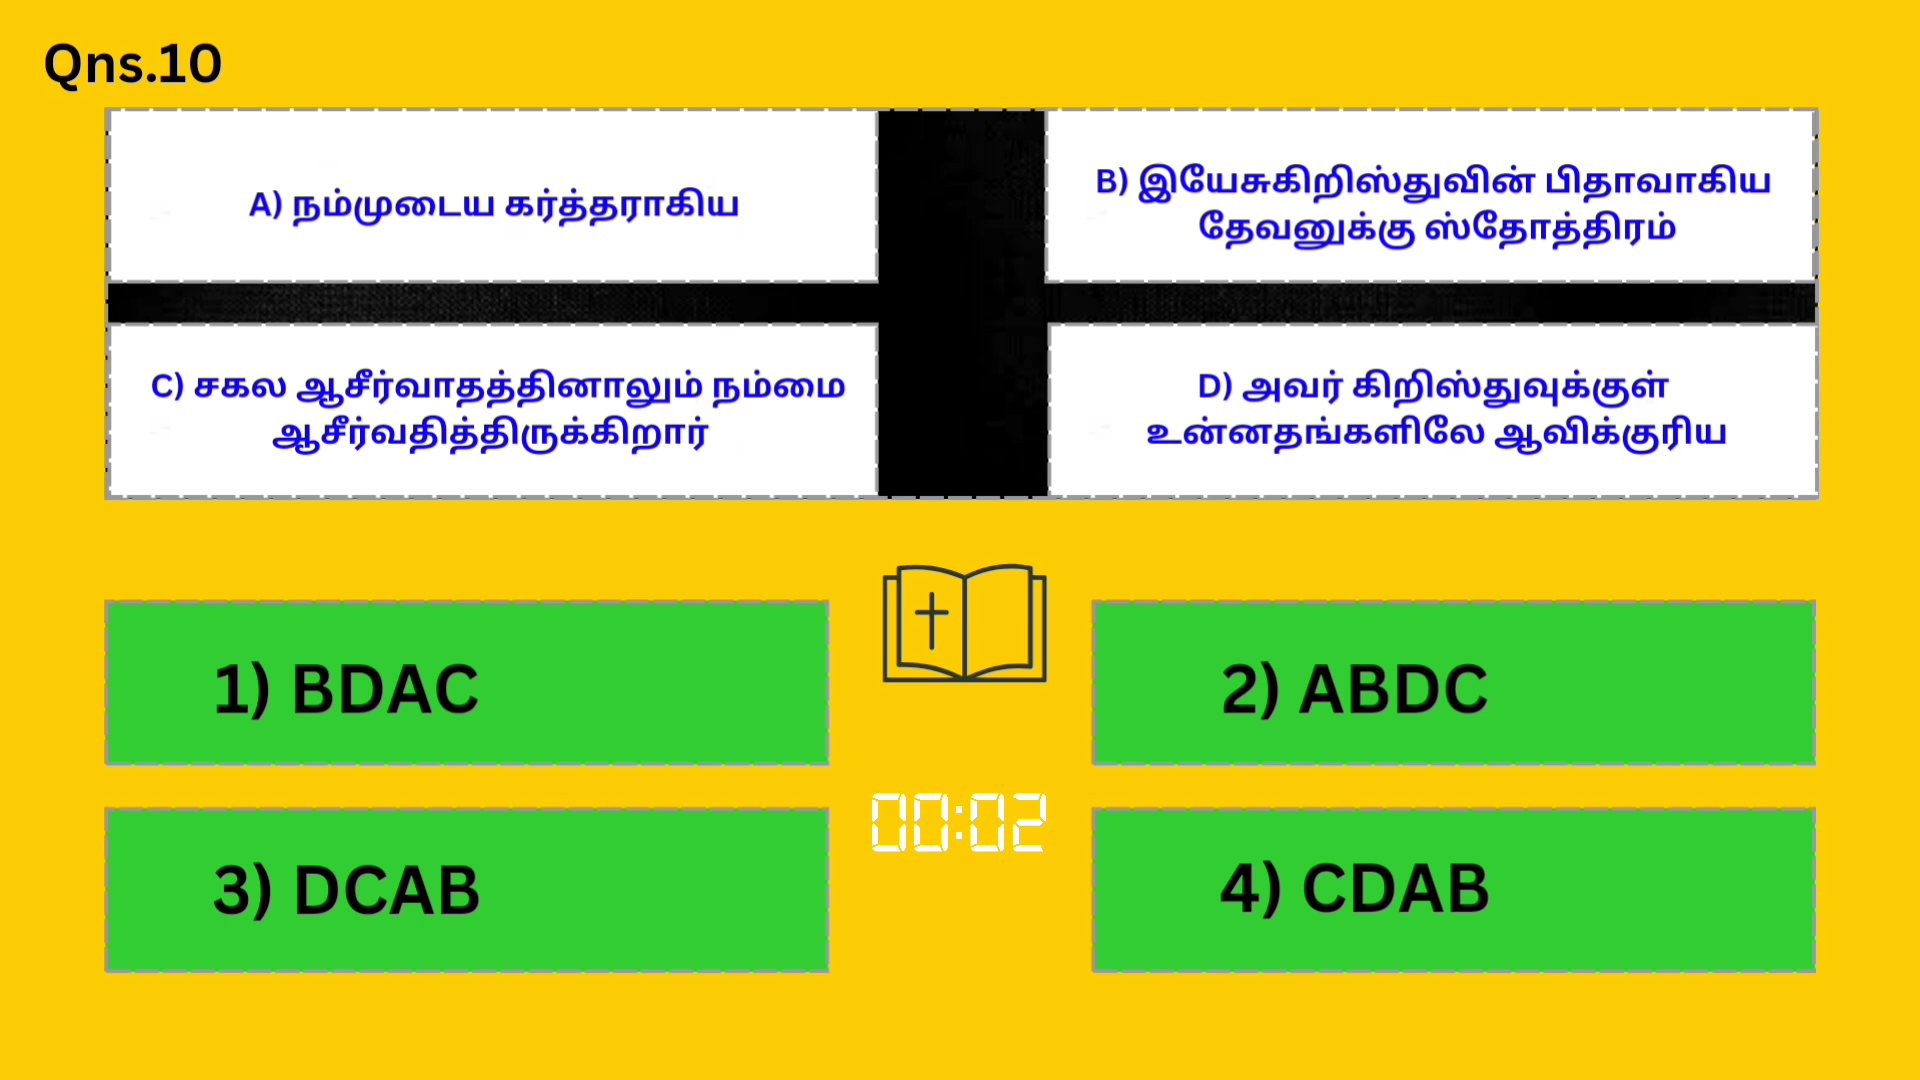 Qns.10
A) நம்முடைய கர்த்தராகிய
B) இயேசுகிறிஸ்துவின் பிதாவாகிய
தேவனுக்கு ஸ்தோத்திரம்
C) சகல ஆசீர்வாதத்தினாலும் நம்மை
ஆசீர்வதித்திருக்கிறார்
D) அவர் கிறிஸ்துவுக்குள்
உன்னதங்களிலே ஆவிக்குரிய
1) BDAC
2) ABDC
00:02
3) DCAB
4) CDAB